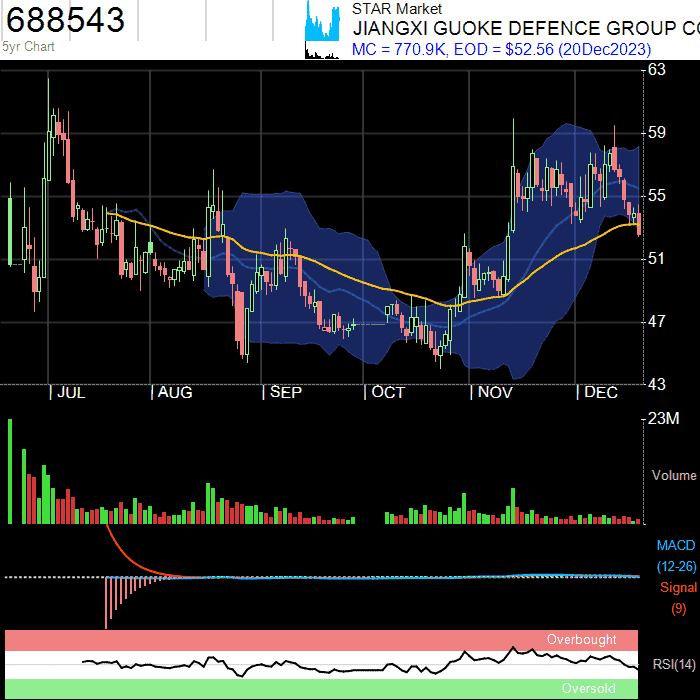 688543
5yr Chart
STAR Market
JIANGXI GUOKE DEFENCE GROUP CO
MC = 770.9K, EOD = $52.56 (20Dec2023)
63
59
55
51
47
43
JUL AUG SEP OCT NOV DEC
23M
Volume
MACD
(12-26)
Signal
(9)
Overbought
RSI(14)
Oversold